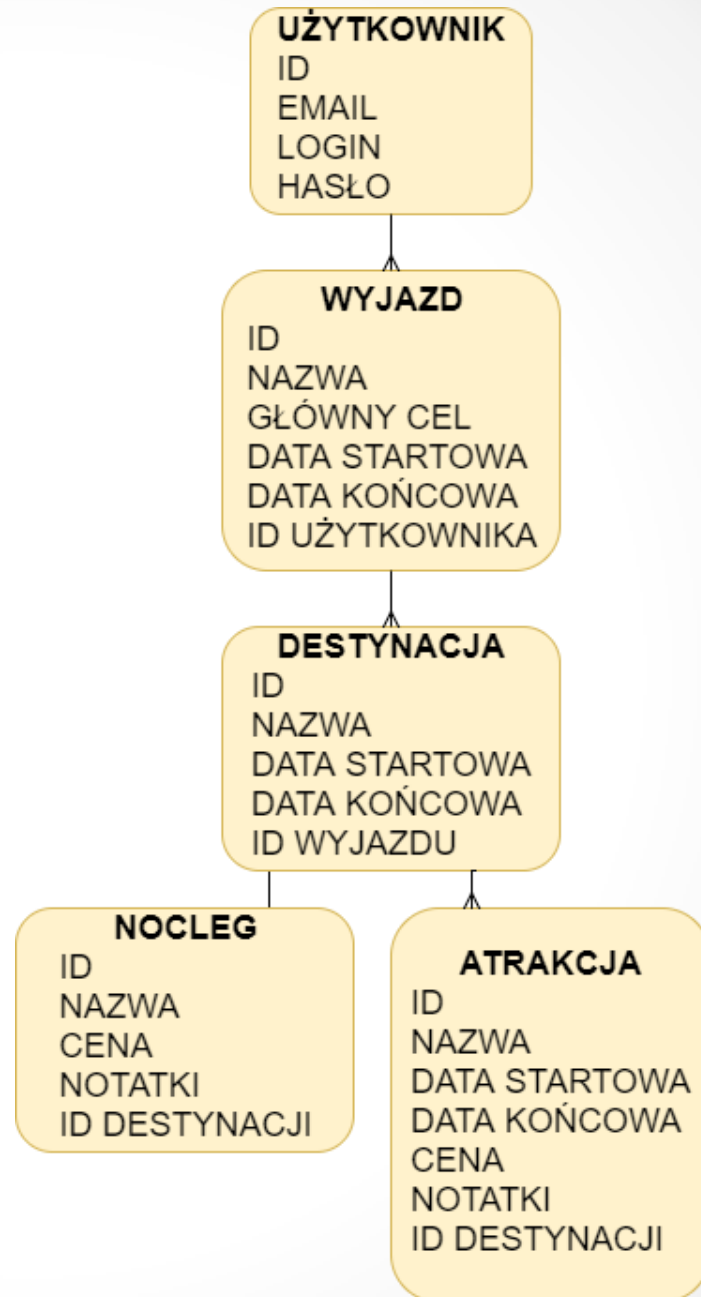 UŻYTKOWNIK
ID
EMAIL
LOGIN
HASŁO
WYJAZD
ID
NAZWA
GŁÓWNY CEL
DATA STARTOWA
DATA KOŃCOWA
ID UŻYTKOWNIKA
DESTYNACJA
ID
NAZWA
DATA STARTOWA
DATA KOŃCOWA
ID WYJAZDU
NOCLEG
ID
NAZWA
CENA
NOTATKI
ID DESTYNACJI
ATRAKCJA
ID
NAZWA
DATA STARTOWA
DATA KOŃCOWA
CENA
NOTATKI
ID DESTYNACJI